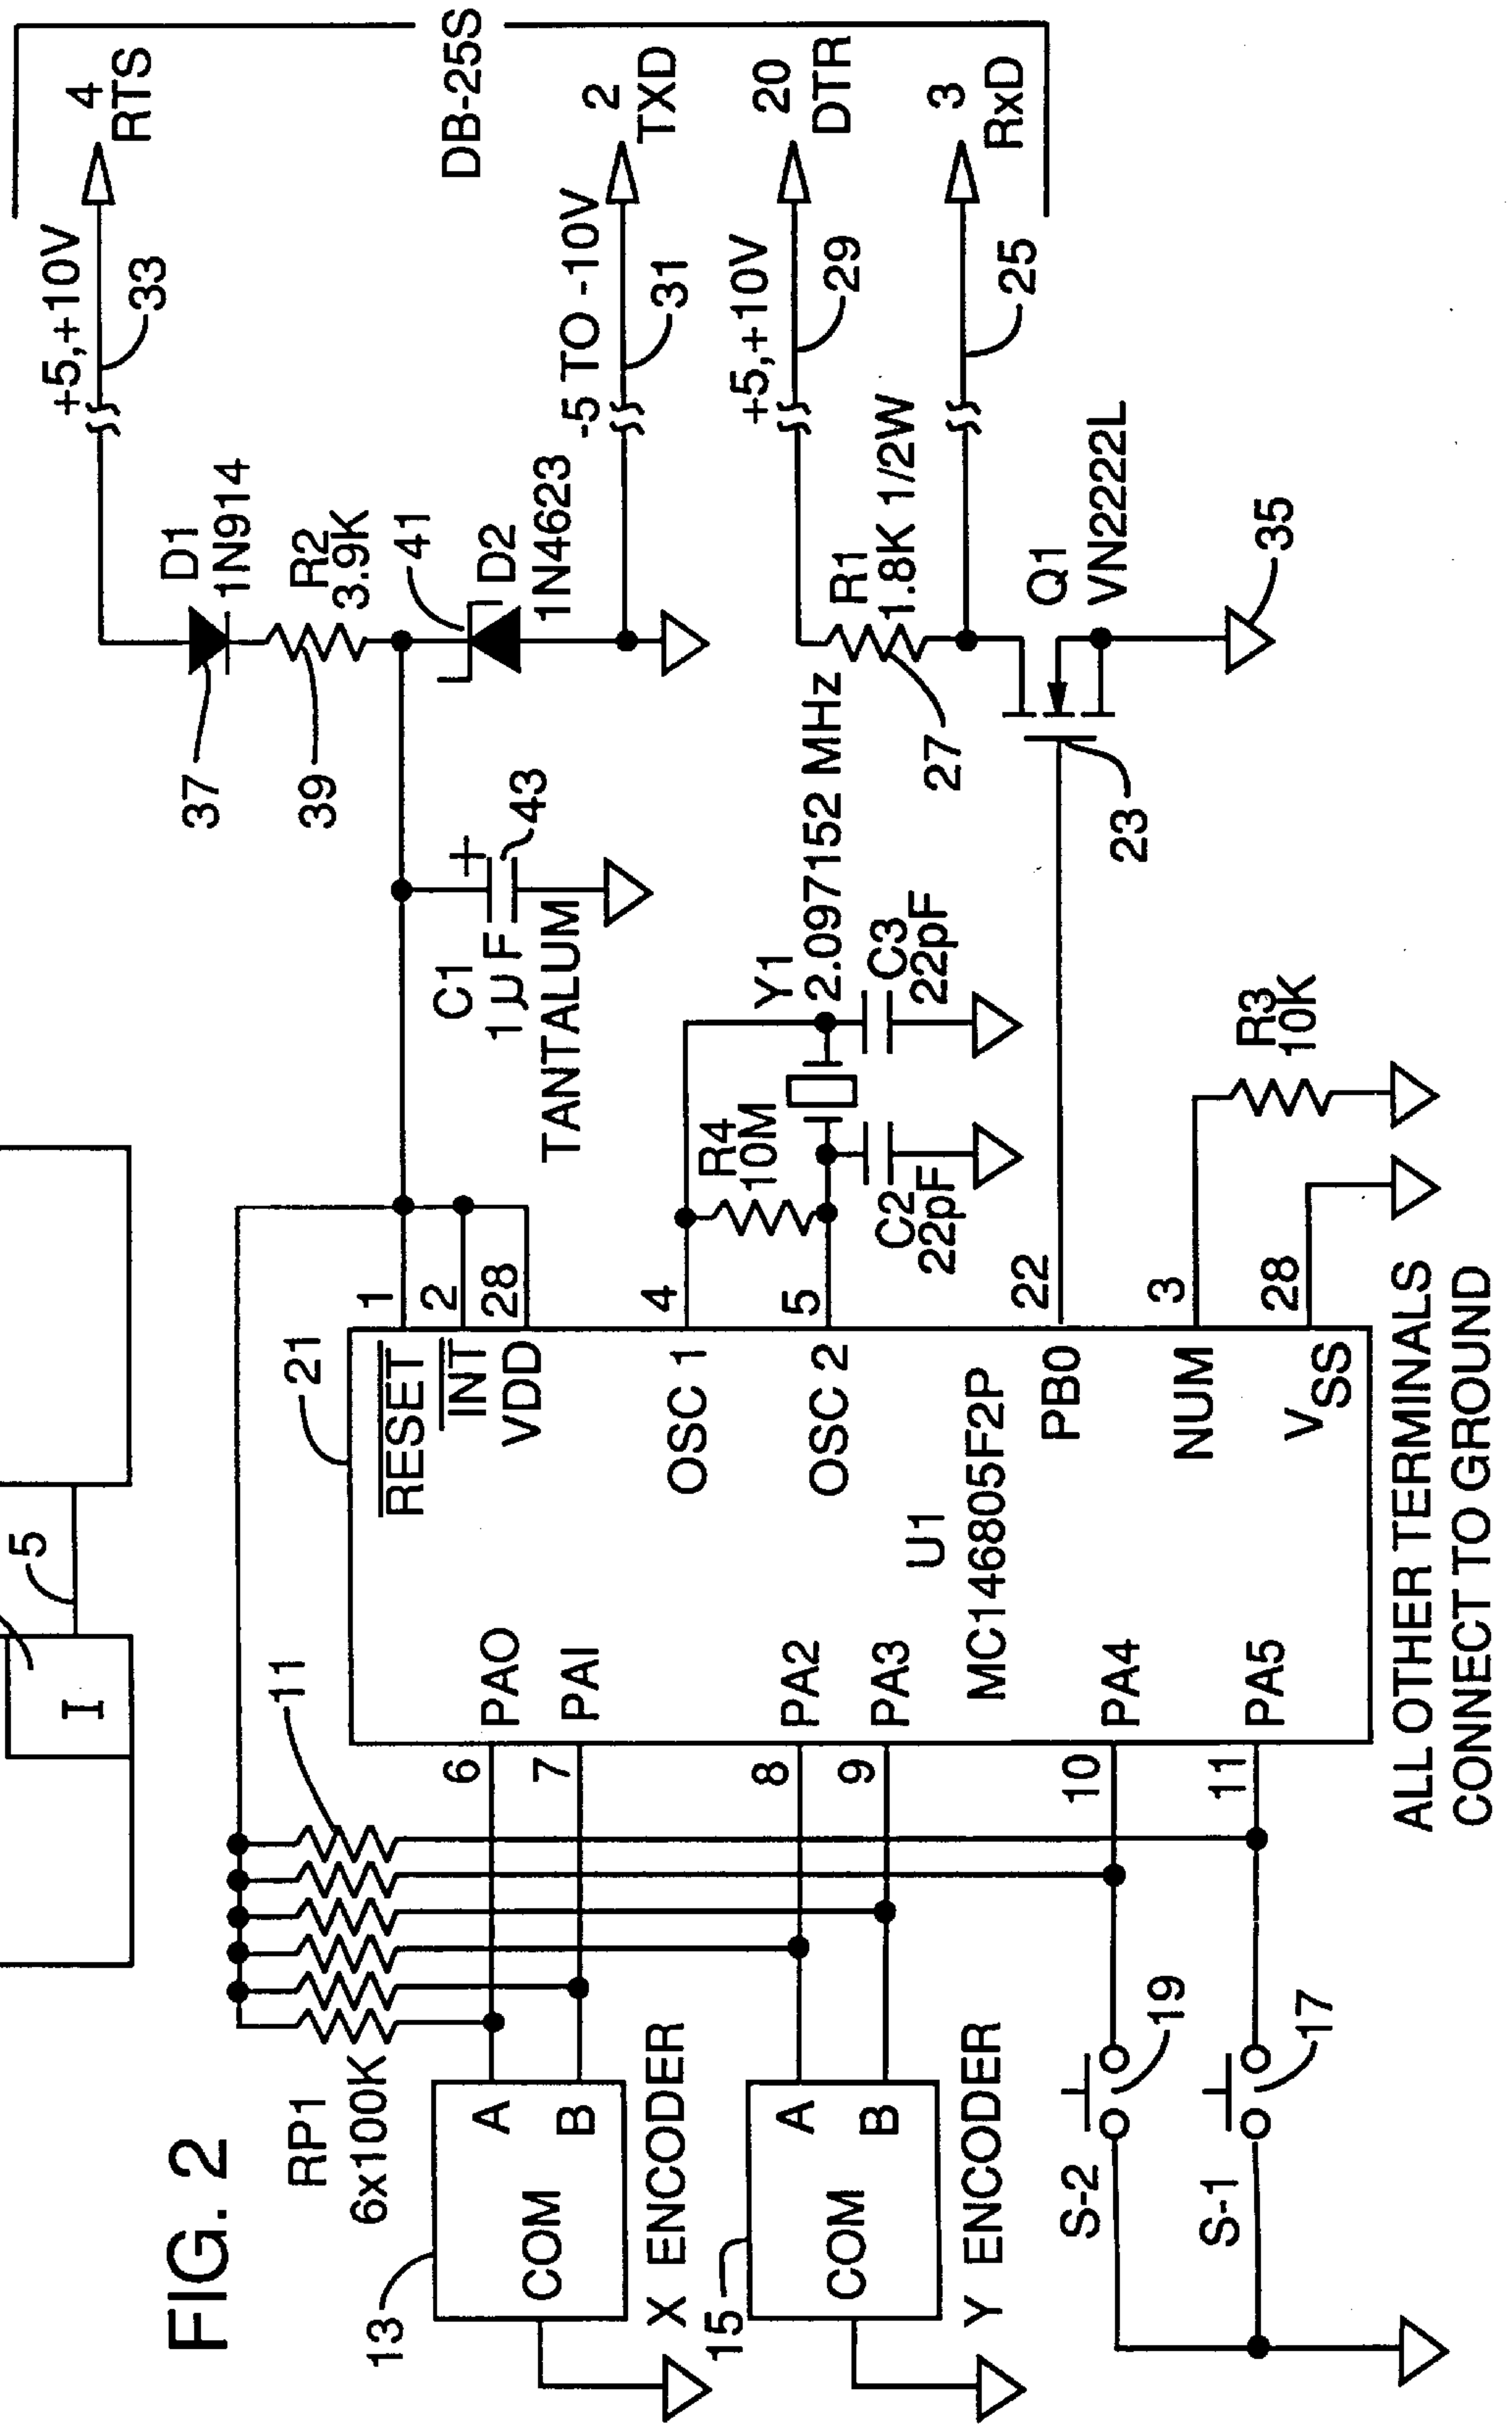 FIG. 2
5
I
RP1
6x100K
11
13
COM
A
B
X ENCODER
15
COM
A
B
Y ENCODER
S-2
19
S-1
17
6
7
8
9
10
11
21
PAO
PAI
PA2
PA3
PA4
PA5
U1
MC146805F2P
RESET
INT
VDD
OSC 1
OSC 2
PB0
NUM
VSS
1
2
28
4
5
22
3
28
ALL OTHER TERMINALS
CONNECT TO GROUND
R4
10M
C2
22pF
Y1
2.097152 MHz
C3
22pF
R3
10K
C1
1µF
TANTALUM
43
37
39
D1
1N914
R2
3.9K
41
D2
1N4623
27
R1
1.8K 1/2W
23
Q1
VN2222L
35
+5,+10V
33
-5 TO -10V
31
+5,+10V
29
25
4
RTS
DB-25S
2
TXD
20
DTR
3
RxD